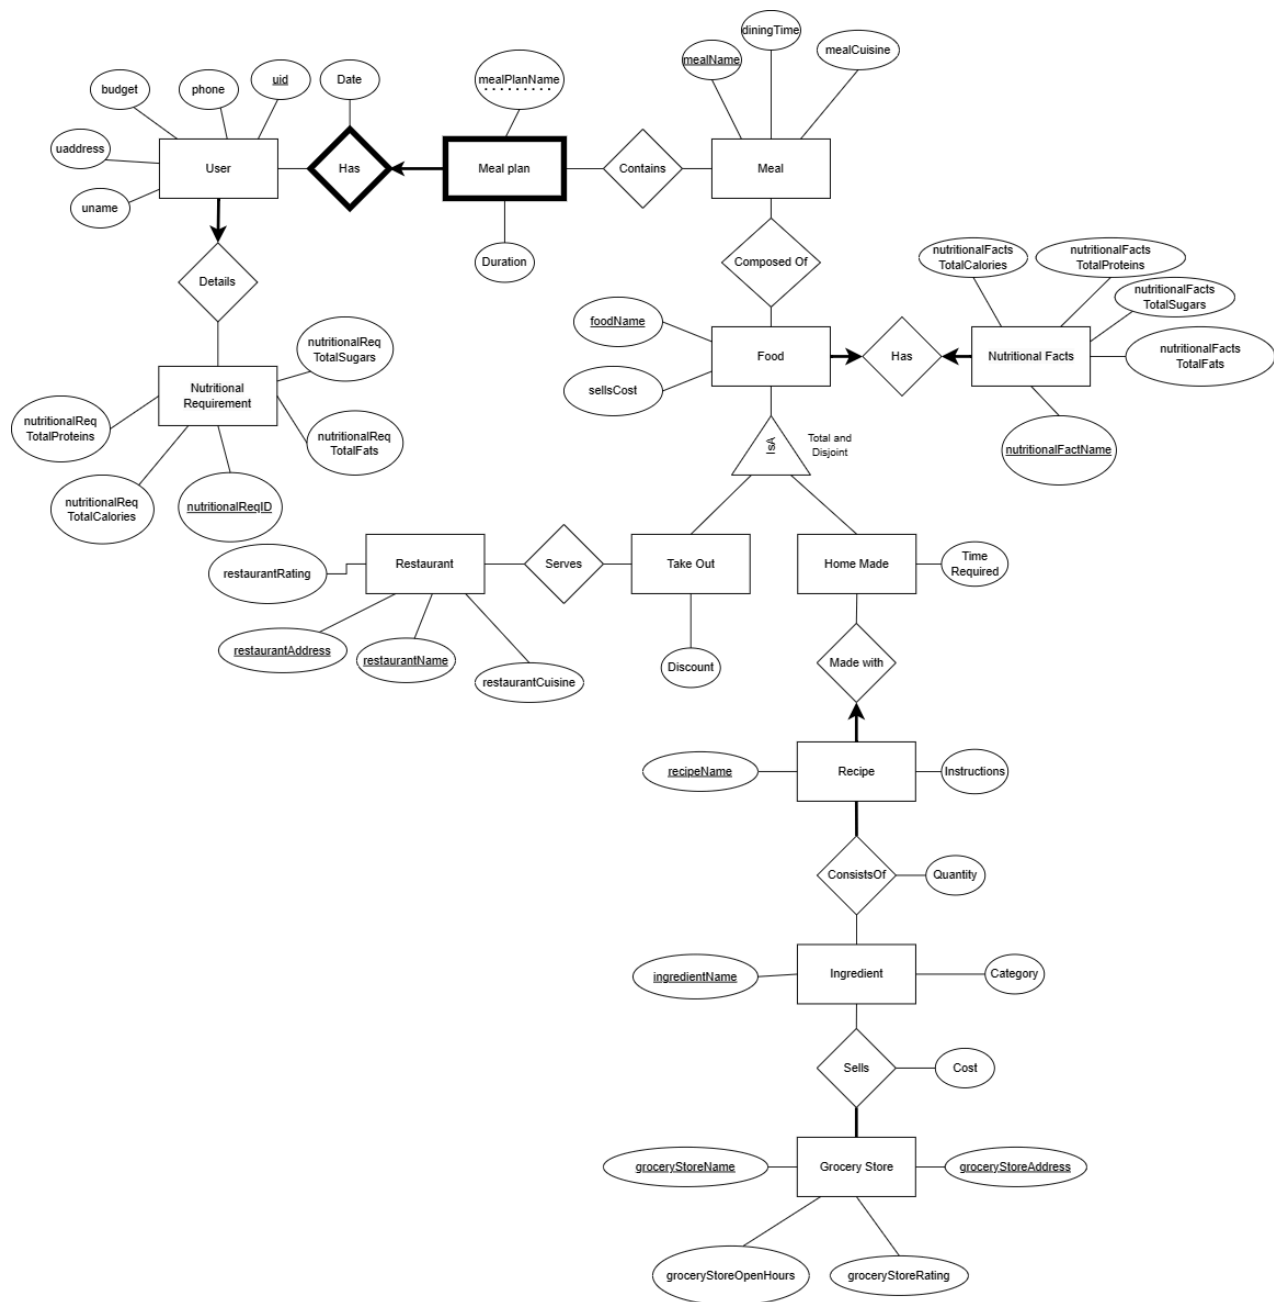 diningTime
mealName
mealCuisine
budget
phone
uid
Date
mealPlanName
uaddress
User
Has
Meal plan
Contains
Meal
uname
Duration
Details
Composed Of
nutritionalFacts
TotalCalories
nutritionalFacts
TotalProteins
nutritionalFacts
TotalSugars
nutritionalFacts
TotalFats
foodName
Food
Has
Nutritional Facts
nutritionalReq
TotalSugars
Nutritional
Requirement
sellsCost
nutritionalReq
TotalProteins
nutritionalReq
TotalFats
IsA
Total and
Disjoint
nutritionalFactName
nutritionalReq
TotalCalories
nutritionalReqID
restaurantRating
Restaurant
Serves
Take Out
Home Made
Time
Required
restaurantAddress
restaurantName
restaurantCuisine
Discount
Made with
recipeName
Recipe
Instructions
ConsistsOf
Quantity
ingredientName
Ingredient
Category
Sells
Cost
groceryStoreName
Grocery Store
groceryStoreAddress
groceryStoreOpenHours
groceryStoreRating